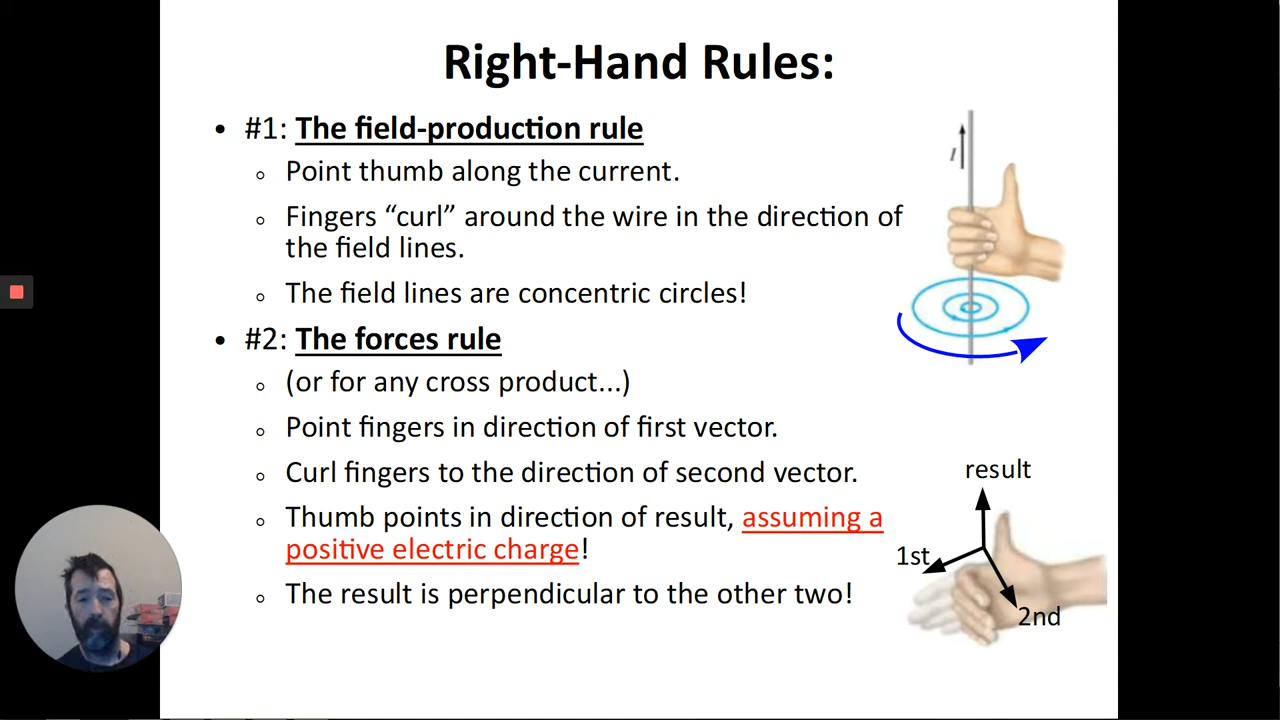 Right-Hand Rules:
• #1: The field-production rule
○ Point thumb along the current.
○ Fingers “curl” around the wire in the direction of
the field lines.
○ The field lines are concentric circles!
I
• #2: The forces rule
○ (or for any cross product...)
○ Point fingers in direction of first vector.
○ Curl fingers to the direction of second vector.
○ Thumb points in direction of result, assuming a
positive electric charge!
○ The result is perpendicular to the other two!
result
1st
2nd